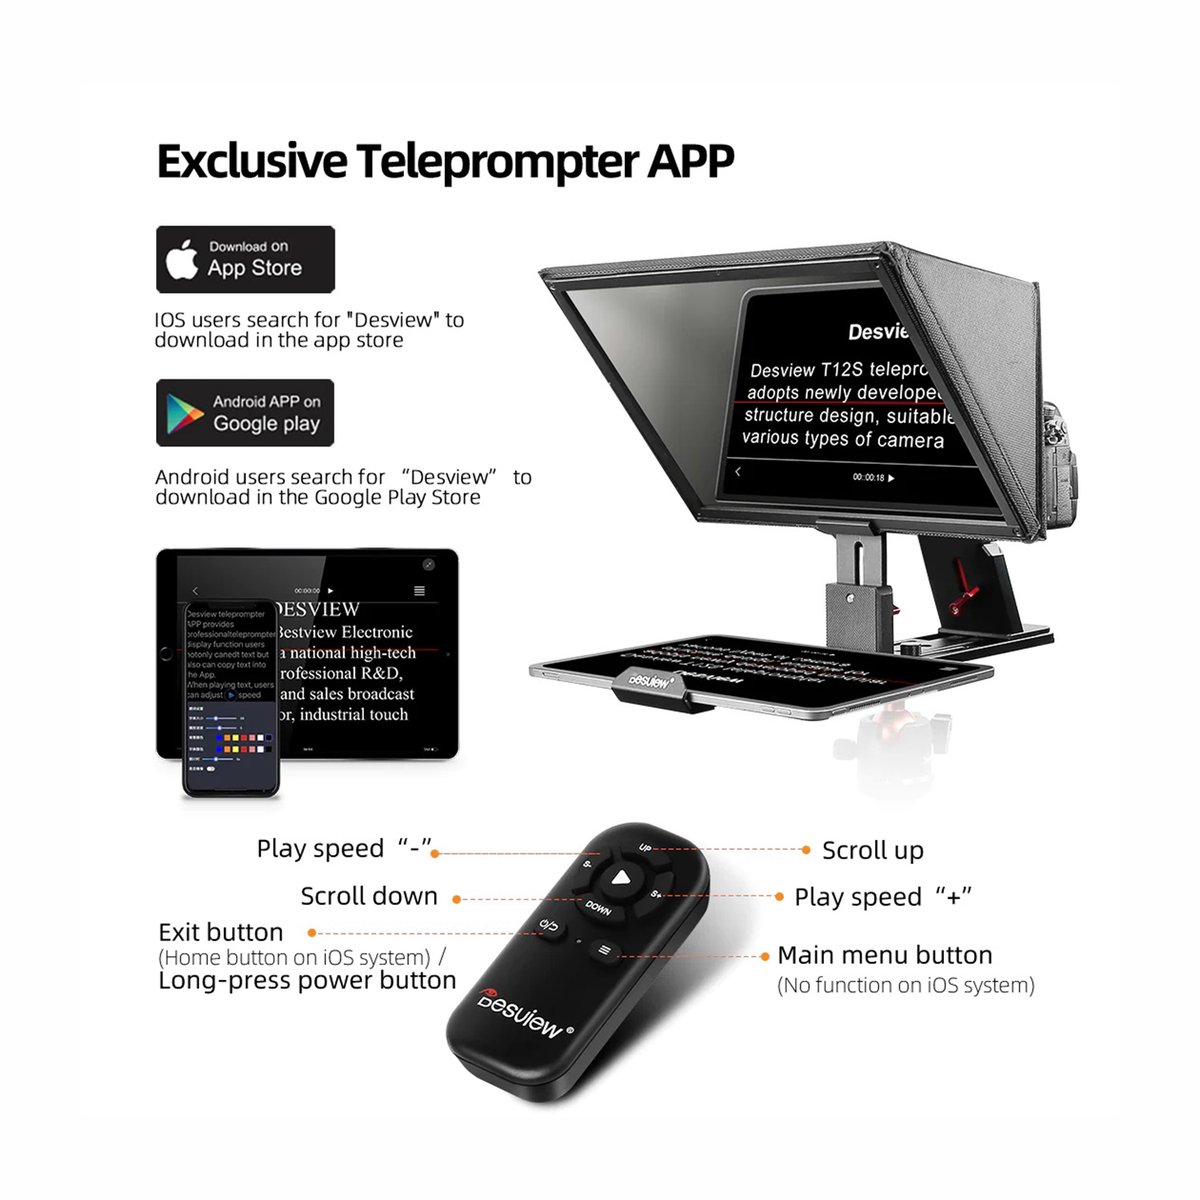 Exclusive Teleprompter APP
Download on
App Store
IOS users search for "Desview" to
download in the app store
Android APP on
Google play
Android users search for “Desview” to
download in the Google Play Store
Desvie
Desview T12S telepro
adopts newly develope
structure design, suitable
various types of camera
00:00:18
Desview
00:00:00
DESVIEW
Bestview Electronic
a national high-tech
rofessional R&D,
and sales broadcast
or, industrial touch
Desview teleprompter
APP provides
professionalteleprompter
display function users
notonly canedt text but
also can copy text into
the App.
When playing text, users
can adjust speed
Play speed “-”
Scroll down
Exit button
(Home button on iOS system) /
Long-press power button
Scroll up
Play speed “+”
Main menu button
(No function on iOS system)
UP
S-
S+
DOWN
Desview®